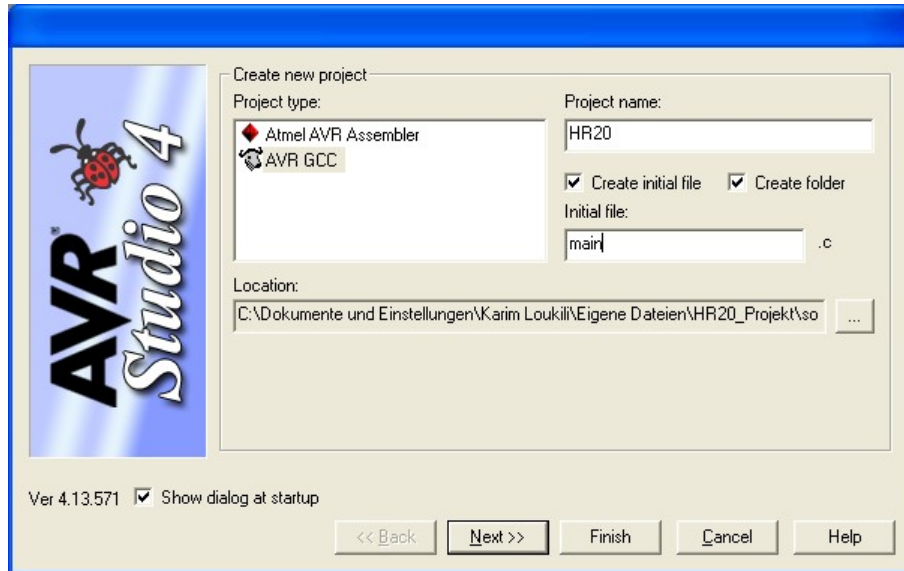 AVR® Studio 4
Create new project
Project type:
Atmel AVR Assembler
AVR GCC
Project name:
HR20
Create initial file
Create folder
Initial file:
main
.c
Location:
C:\Dokumente und Einstellungen\Karim Loukili\Eigene Dateien\HR20_Projekt\so
...
Ver 4.13.571
Show dialog at startup
<< Back
Next >>
Finish
Cancel
Help